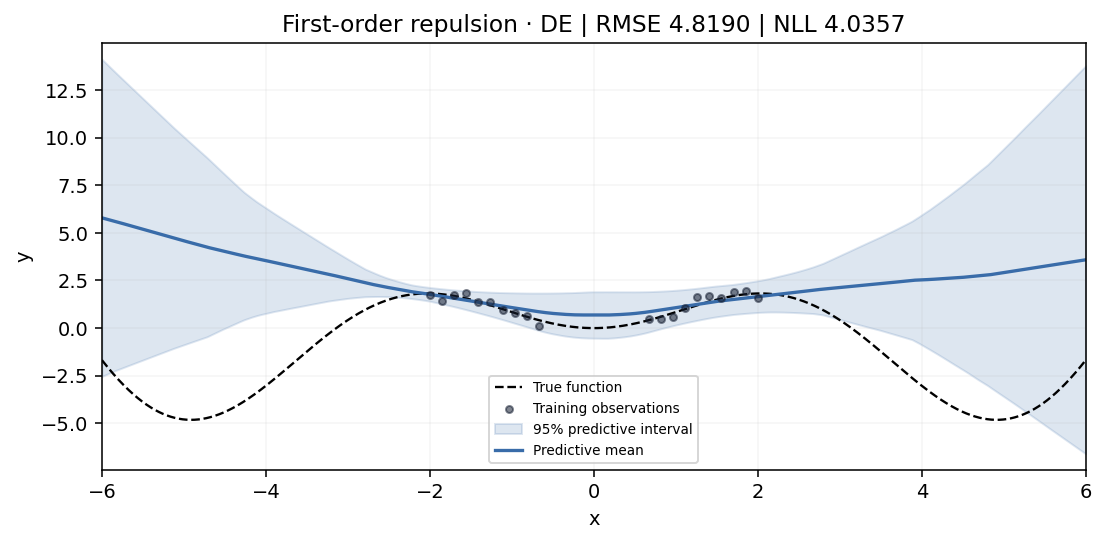 First-order repulsion · DE | RMSE 4.8190 | NLL 4.0357
12.5
10.0
7.5
5.0
2.5
0.0
−2.5
−5.0
y
True function
Training observations
95% predictive interval
Predictive mean
−6
−4
−2
0
2
4
6
x